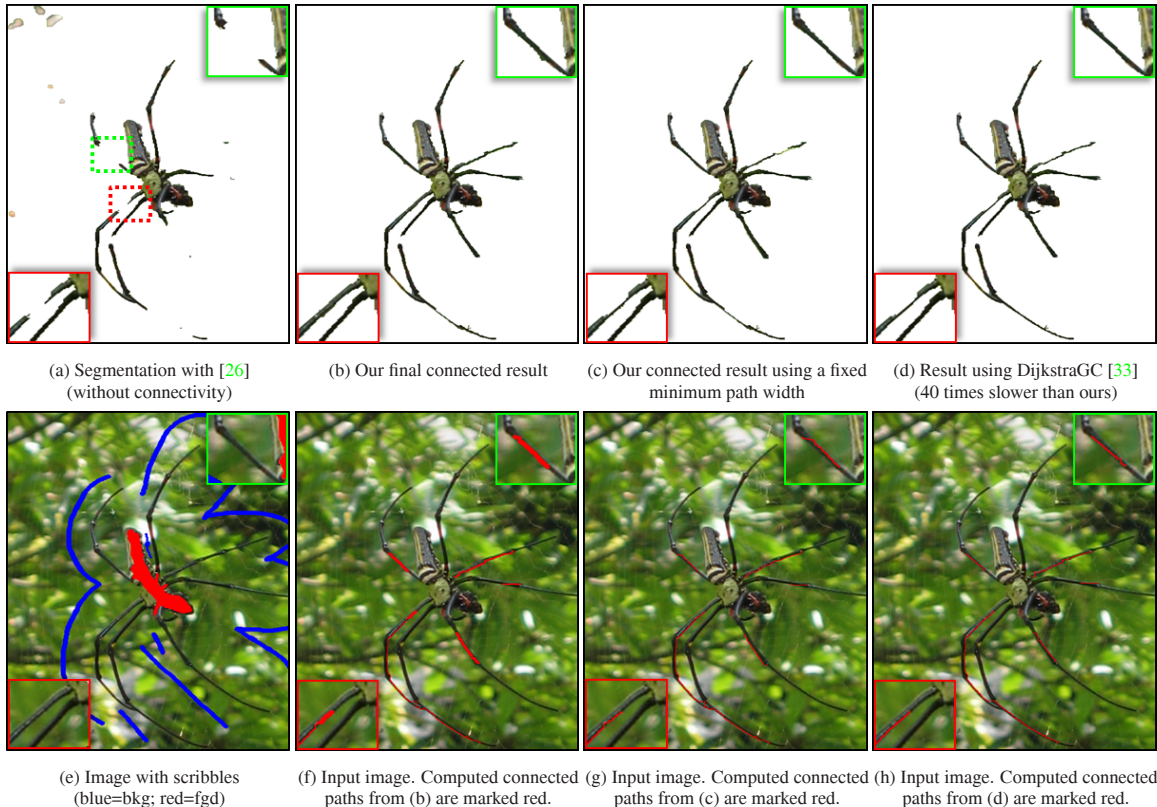 (a) Segmentation with [26]
(without connectivity)
(b) Our final connected result
(c) Our connected result using a fixed
minimum path width
(d) Result using DijkstraGC [33]
(40 times slower than ours)
(e) Image with scribbles
(blue=bkg; red=fgd)
(f) Input image. Computed connected
paths from (b) are marked red.
(g) Input image. Computed connected
paths from (c) are marked red.
(h) Input image. Computed connected
paths from (d) are marked red.